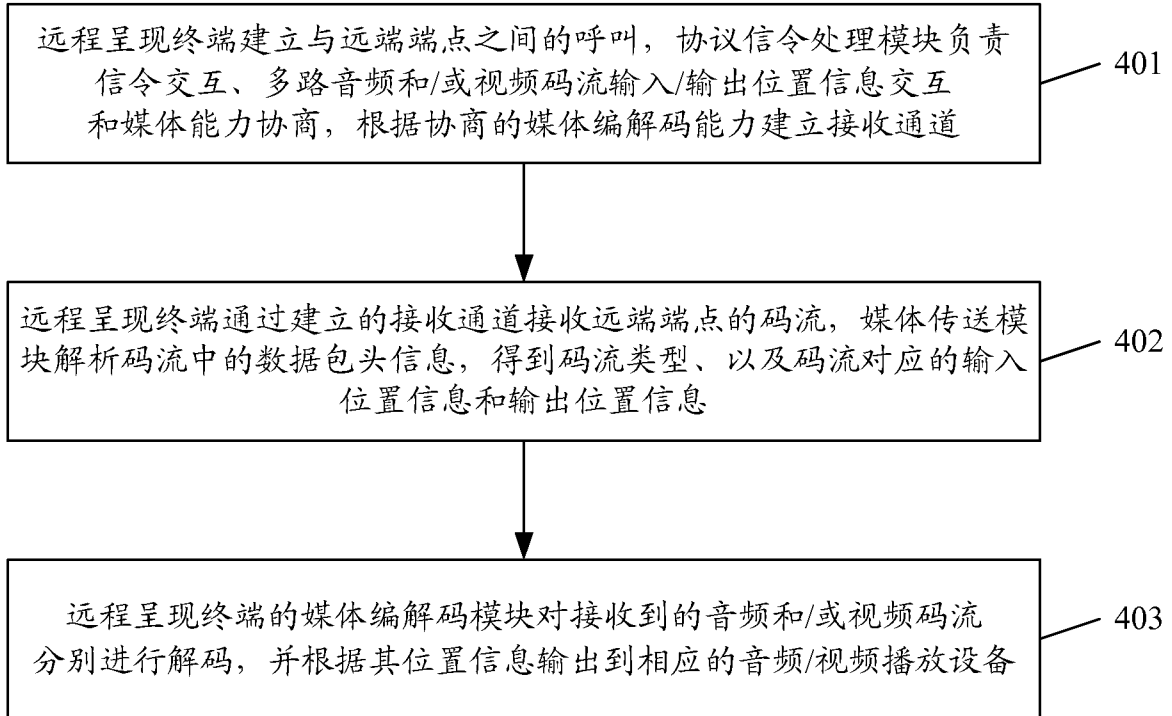 远程呈现终端建立与远端端点之间的呼叫，协议信令处理模块负责
信令交互、多路音频和/或视频码流输入/输出位置信息交互
和媒体能力协商，根据协商的媒体编解码能力建立接收通道
401
远程呈现终端通过建立的接收通道接收远端端点的码流，媒体传送模
块解析码流中的数据包头信息，得到码流类型、以及码流对应的输入
位置信息和输出位置信息
402
远程呈现终端的媒体编解码模块对接收到的音频和/或视频码流
分别进行解码，并根据其位置信息输出到相应的音频/视频播放设备
403